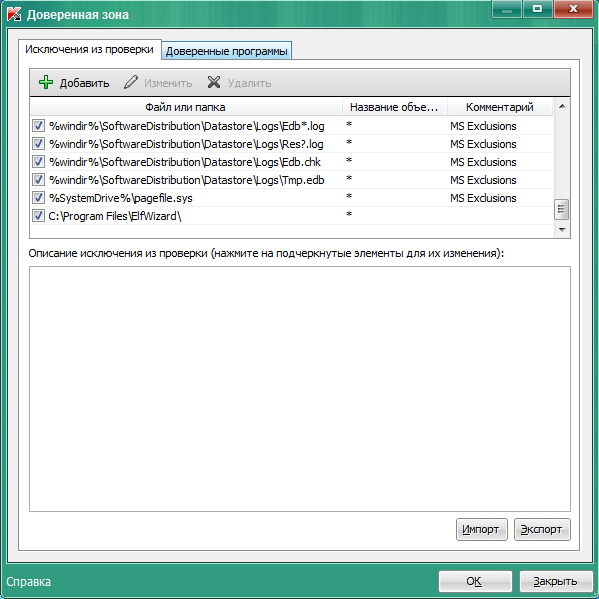 Доверенная зона
Исключения из проверки Доверенные программы
Добавить Изменить Удалить
Файл или папка Название объе... Комментарий
%windir%\SoftwareDistribution\Datastore\Logs\Edb*.log * MS Exclusions
%windir%\SoftwareDistribution\Datastore\Logs\Res?.log * MS Exclusions
%windir%\SoftwareDistribution\Datastore\Logs\Edb.chk * MS Exclusions
%windir%\SoftwareDistribution\Datastore\Logs\Tmp.edb * MS Exclusions
%SystemDrive%\pagefile.sys * MS Exclusions
C:\Program Files\ElfWizard\ *
Описание исключения из проверки (нажмите на подчеркнутые элементы для их изменения):
Импорт Экспорт
Справка OK Закрыть